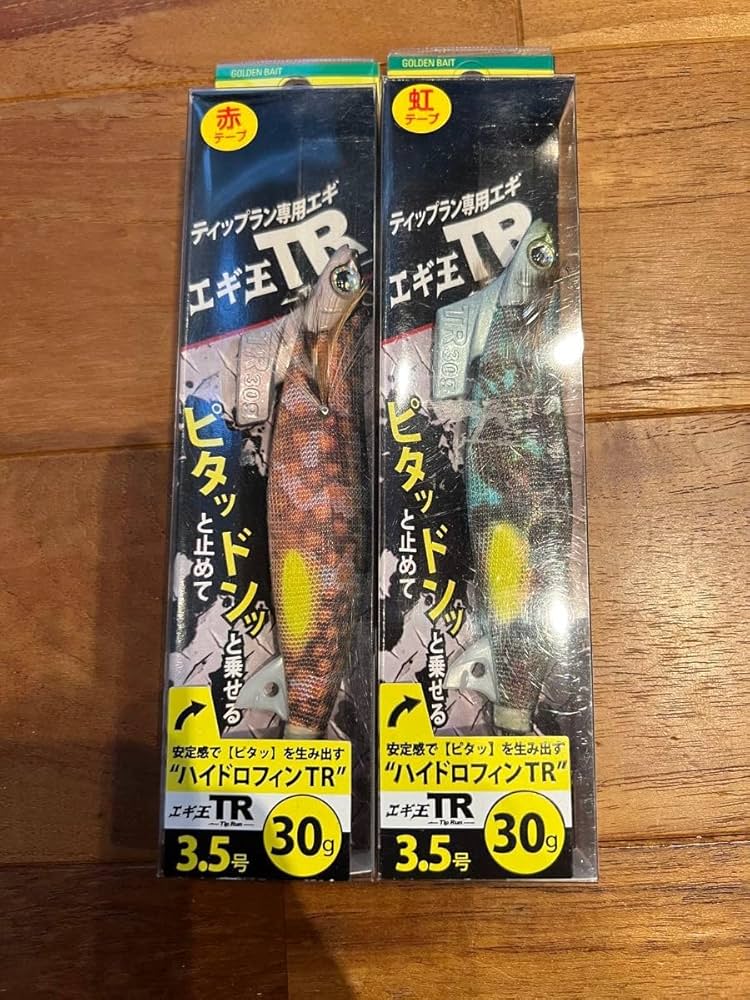 GOLDEN BAIT
赤
テープ
ティップラン専用エギ
エギ王TR
TR30g
ピタッ
と止めて
ドンッ
と乗せる
安定感で【ピタッ】を生み出す
“ハイドロフィンTR”
エギ王TR
Tip Run
30g
3.5号
GOLDEN BAIT
虹
テープ
ティップラン専用エギ
エギ王TR
TR30g
ピタッ
と止めて
ドンッ
と乗せる
安定感で【ピタッ】を生み出す
“ハイドロフィンTR”
エギ王TR
Tip Run
30g
3.5号